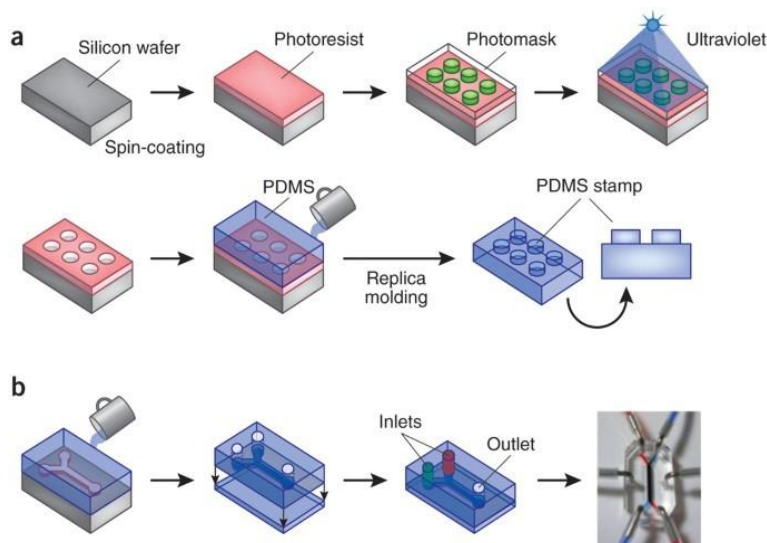 a
Silicon wafer
Photoresist
Photomask
Ultraviolet
Spin-coating
PDMS
PDMS stamp
Replica
molding
b
Inlets
Outlet